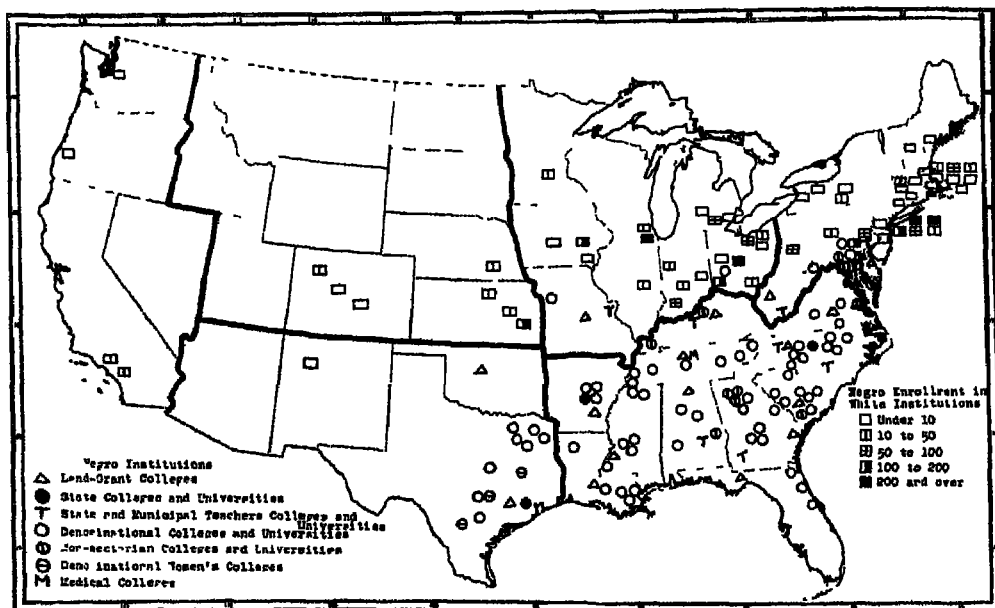 Negro Institutions
Land-Grant Colleges
State Colleges and Universities
State and Municipal Teachers Colleges and
Universities
Denominational Colleges and Universities
Non-sectarian Colleges and Universities
Denominational Women's Colleges
M Medical Colleges
Negro Enrollment in
White Institutions
Under 10
10 to 50
50 to 100
100 to 200
200 and over